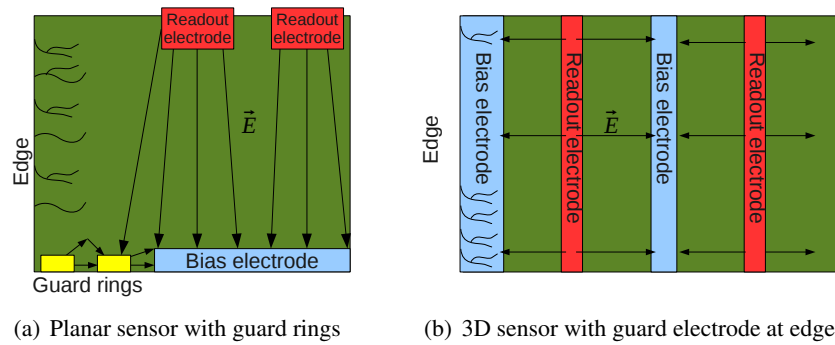 Readout
electrode
Readout
electrode
E
Edge
Bias electrode
Guard rings
(a) Planar sensor with guard rings
Edge
Bias electrode
Readout electrode
E
Bias electrode
Readout electrode
(b) 3D sensor with guard electrode at edge